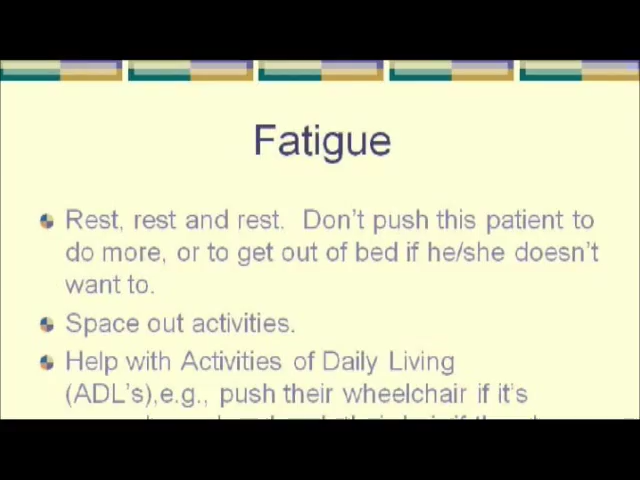 Fatigue
Rest, rest and rest. Don't push this patient to
do more, or to get out of bed if he/she doesn't
want to.
Space out activities.
Help with Activities of Daily Living
(ADL's),e.g., push their wheelchair if it's